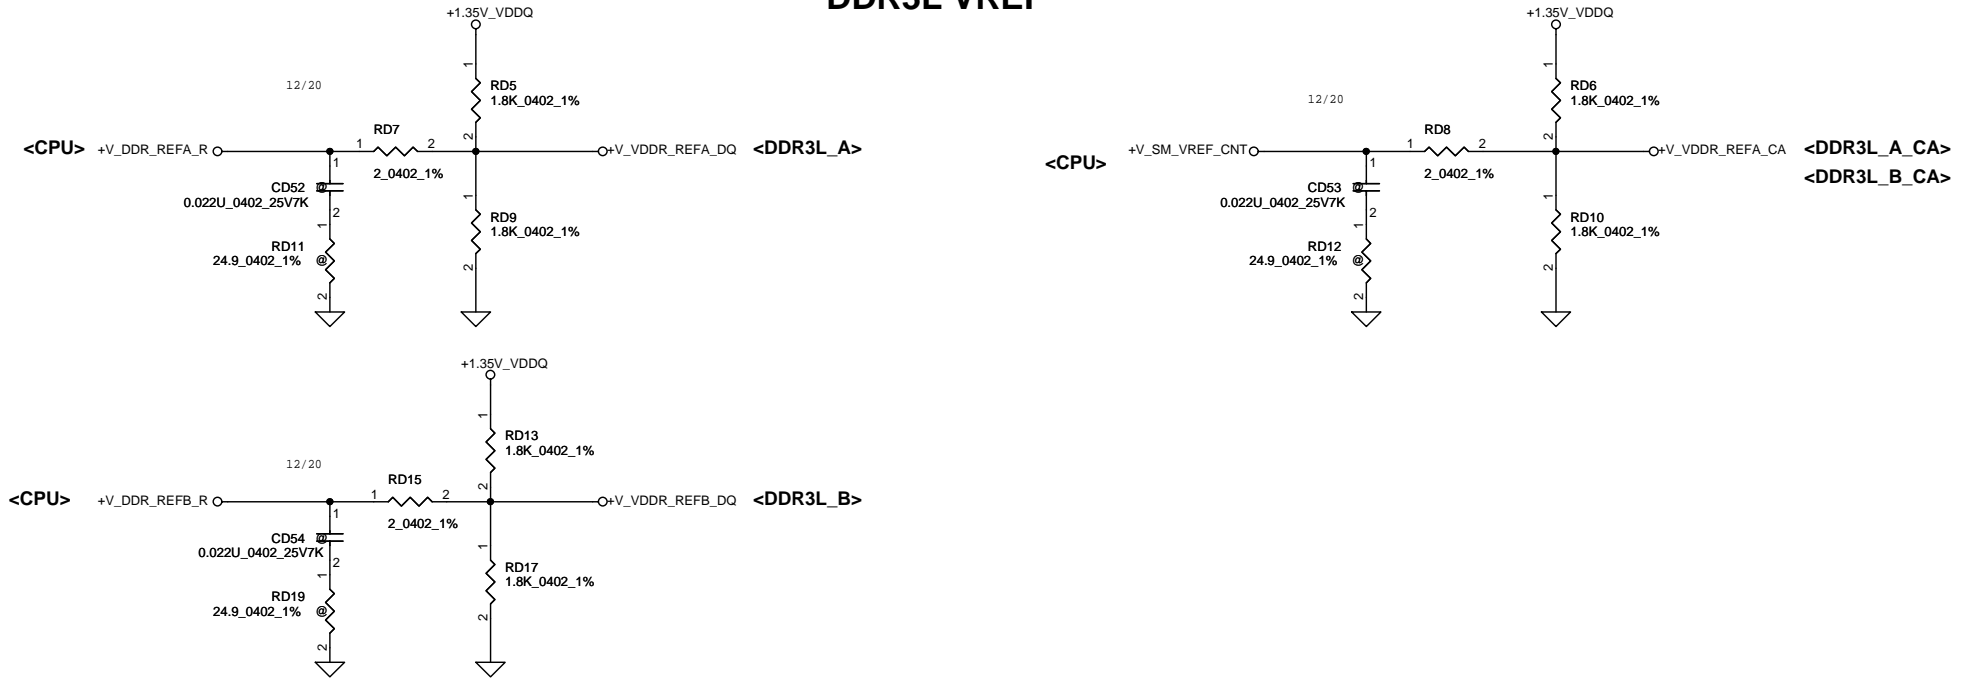 DDR3L VREF
+1.35V_VDDQ
1
RD5
1.8K_0402_1%
2
12/20
RD7
1 2
2_0402_1%
<CPU> +V_DDR_REFA_R
+V_VDDR_REFA_DQ <DDR3L_A>
1
CD52 @
0.022U_0402_25V7K
2
1
RD11
24.9_0402_1% @
2
1
RD9
1.8K_0402_1%
2
+1.35V_VDDQ
1
RD6
1.8K_0402_1%
2
12/20
RD8
1 2
2_0402_1%
<CPU> +V_SM_VREF_CNT
+V_VDDR_REFA_CA <DDR3L_A_CA>
<DDR3L_B_CA>
1
CD53 @
0.022U_0402_25V7K
2
1
RD12
24.9_0402_1% @
2
1
RD10
1.8K_0402_1%
2
+1.35V_VDDQ
1
RD13
1.8K_0402_1%
2
12/20
RD15
1 2
2_0402_1%
<CPU> +V_DDR_REFB_R
+V_VDDR_REFB_DQ <DDR3L_B>
1
CD54 @
0.022U_0402_25V7K
2
1
RD19
24.9_0402_1% @
2
1
RD17
1.8K_0402_1%
2